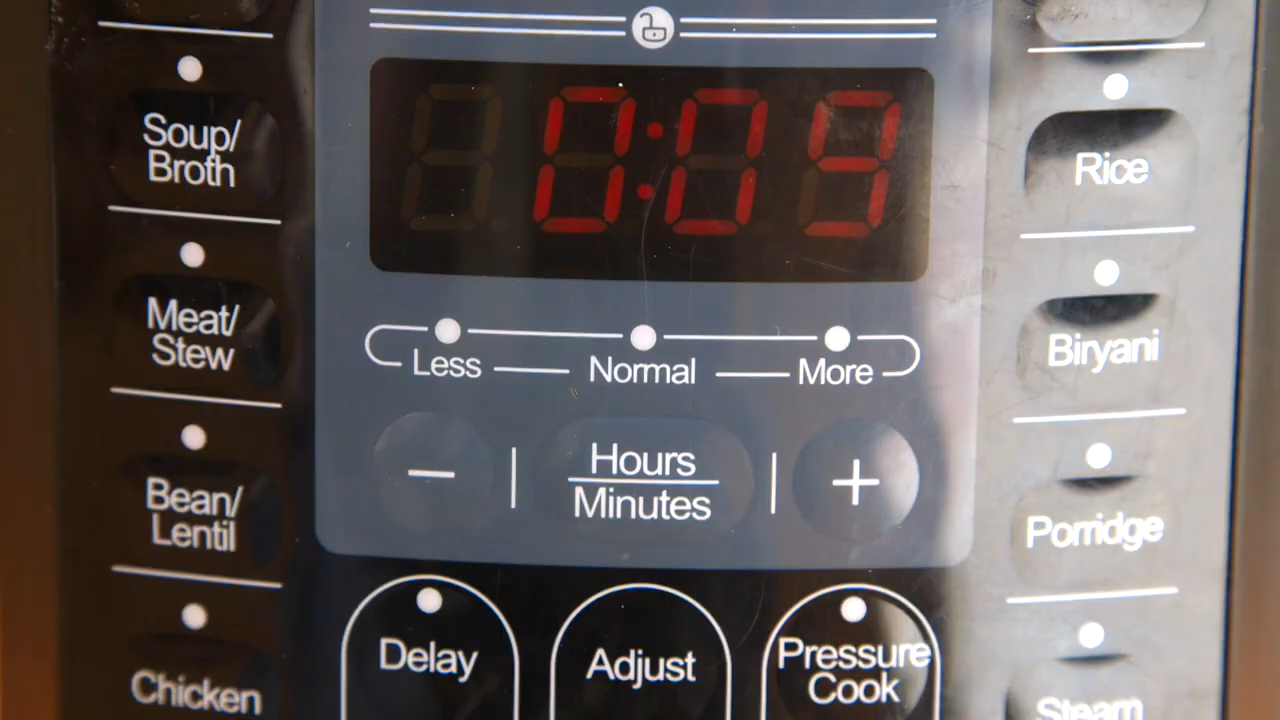 0:09
Soup/
Broth
Rice
Meat/
Stew
Less
Normal
More
Biryani
Hours
Minutes
−
+
Bean/
Lentil
Porridge
Delay
Adjust
Pressure
Cook
Chicken
Steam